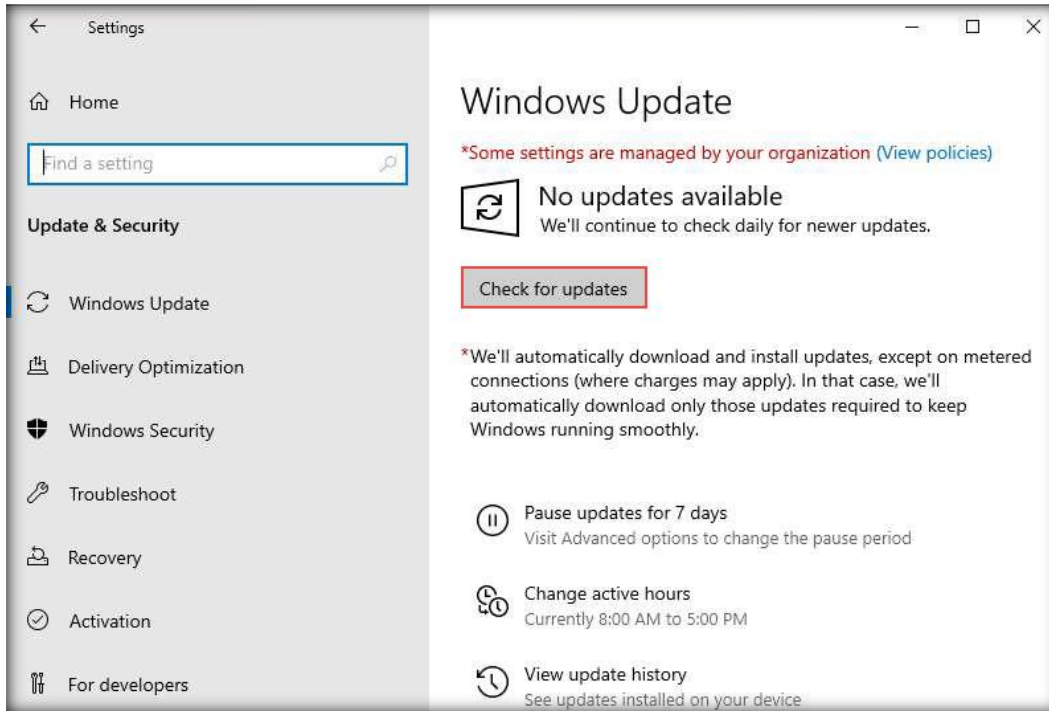 Settings
Home
Find a setting
Update & Security
Windows Update
Delivery Optimization
Windows Security
Troubleshoot
Recovery
Activation
For developers
Windows Update
*Some settings are managed by your organization (View policies)
No updates available
We'll continue to check daily for newer updates.
Check for updates
*We'll automatically download and install updates, except on metered
connections (where charges may apply). In that case, we'll
automatically download only those updates required to keep
Windows running smoothly.
Pause updates for 7 days
Visit Advanced options to change the pause period
Change active hours
Currently 8:00 AM to 5:00 PM
View update history
See updates installed on your device